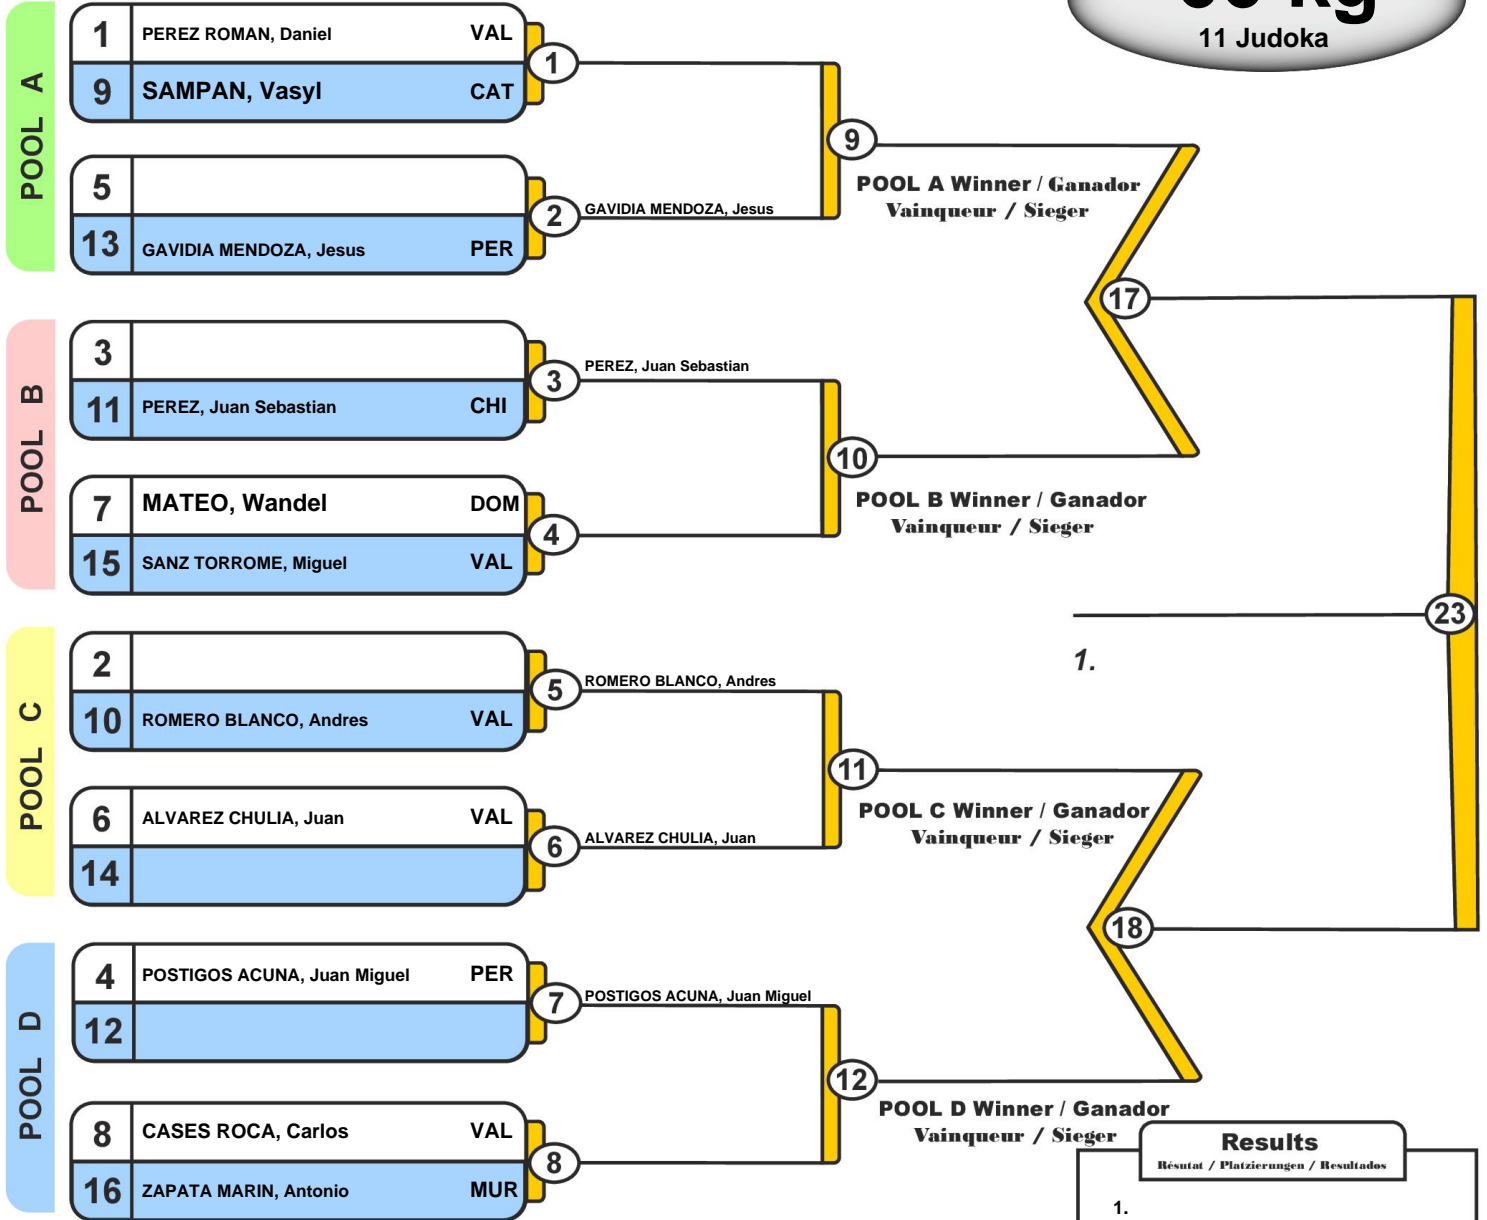 11 Judoka
POOL A
1 PEREZ ROMAN, Daniel VAL
9 SAMPAN, Vasyl CAT
1
5
13 GAVIDIA MENDOZA, Jesus PER
2
GAVIDIA MENDOZA, Jesus
9
POOL A Winner / Ganador
Vainqueur / Sieger
POOL B
3
11 PEREZ, Juan Sebastian CHI
3
PEREZ, Juan Sebastian
7 MATEO, Wandel DOM
15 SANZ TORROME, Miguel VAL
4
10
POOL B Winner / Ganador
Vainqueur / Sieger
17
POOL C
2
10 ROMERO BLANCO, Andres VAL
5
ROMERO BLANCO, Andres
6 ALVAREZ CHULIA, Juan VAL
14
6
ALVAREZ CHULIA, Juan
11
POOL C Winner / Ganador
Vainqueur / Sieger
POOL D
4 POSTIGOS ACUNA, Juan Miguel PER
12
7
POSTIGOS ACUNA, Juan Miguel
8 CASES ROCA, Carlos VAL
16 ZAPATA MARIN, Antonio MUR
8
12
POOL D Winner / Ganador
Vainqueur / Sieger
18
23
1.
Results
Résutat / Platzierungen / Resultados
1.